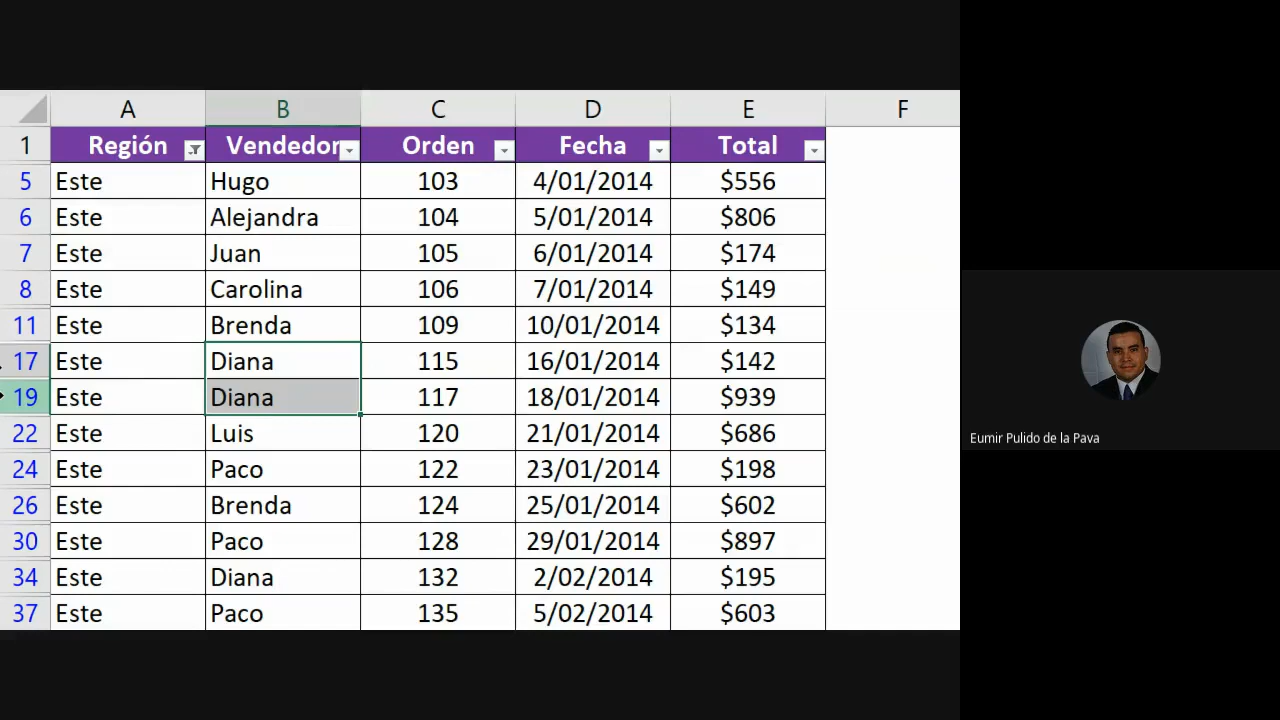 A B C D E F
1 Región Vendedor Orden Fecha Total
5 Este Hugo 103 4/01/2014 $556
6 Este Alejandra 104 5/01/2014 $806
7 Este Juan 105 6/01/2014 $174
8 Este Carolina 106 7/01/2014 $149
11 Este Brenda 109 10/01/2014 $134
17 Este Diana 115 16/01/2014 $142
19 Este Diana 117 18/01/2014 $939
22 Este Luis 120 21/01/2014 $686
24 Este Paco 122 23/01/2014 $198
26 Este Brenda 124 25/01/2014 $602
30 Este Paco 128 29/01/2014 $897
34 Este Diana 132 2/02/2014 $195
37 Este Paco 135 5/02/2014 $603
Eumir Pulido de la Pava